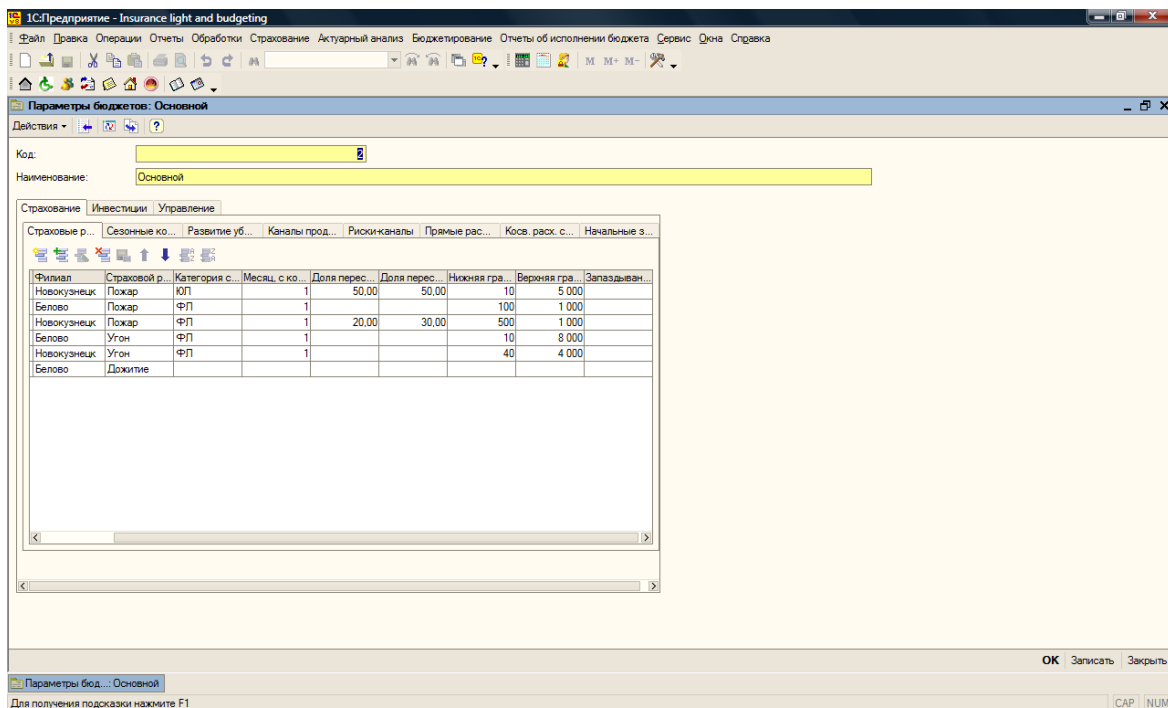 1С:Предприятие - Insurance light and budgeting
Файл Правка Операции Отчеты Обработки Страхование Актуарный анализ Бюджетирование Отчеты об исполнении бюджета Сервис Окна Справка
M M+ M-
Параметры бюджетов: Основной
Действия
Код: 2
Наименование: Основной
Страхование Инвестиции Управление
Страховые р... Сезонные ко... Развитие уб... Каналы прод... Риски-каналы Прямые рас... Косв. расх. с... Начальные з...
Филиал Страховой р... Категория с... Месяц, с ко... Доля перес... Доля перес... Нижняя гра... Верхняя гра... Запаздыван...
Новокузнецк Пожар ЮЛ 1 50,00 50,00 10 5 000
Белово Пожар ФЛ 1 100 1 000
Новокузнецк Пожар ФЛ 1 20,00 30,00 500 1 000
Белово Угон ФЛ 1 10 8 000
Новокузнецк Угон ФЛ 1 40 4 000
Белово Дожитие
OK Записать Закрыть
Параметры бюд...: Основной
Для получения подсказки нажмите F1 CAP NUM